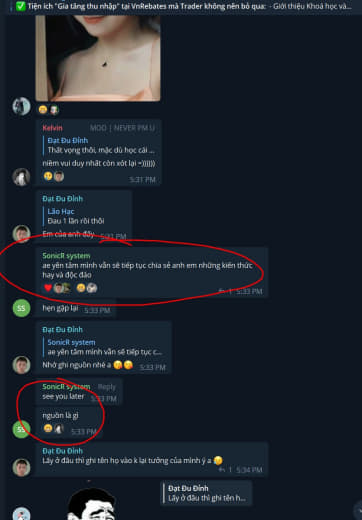 Tiện ích "Gia tăng thu nhập" tại VnRebates mà Trader không nên bỏ qua: - Giới thiệu Khoá học và...
Kelvin MOD | NEVER PM U
Đạt Đu Đỉnh
Thất vọng thôi, mặc dù học cái ...
niềm vui duy nhất còn xót lại =))))))
5:31 PM
Đạt Đu Đỉnh
Lão Hạc
Đau 1 lần rồi thôi
Em của anh đây 5:31 PM
SonicR system
ae yên tâm mình vẫn sẽ tiếp tục chia sẻ anh em những kiến thức
hay và độc đáo
1 5:33 PM
SS
hẹn gặp lại 5:33 PM
Đạt Đu Đỉnh
SonicR system
ae yên tâm mình vẫn sẽ tiếp tục c...
Nhớ ghi nguồn nhé a 5:33 PM
SonicR system Reply
see you later 5:33 PM
nguồn là gì
SS
5:33 PM
Đạt Đu Đỉnh
Lấy ở đâu thì ghi tên họ vào k lại tưởng của mình ý a
1 5:34 PM
Đạt Đu Đỉnh
Lấy ở đâu thì ghi tên h...